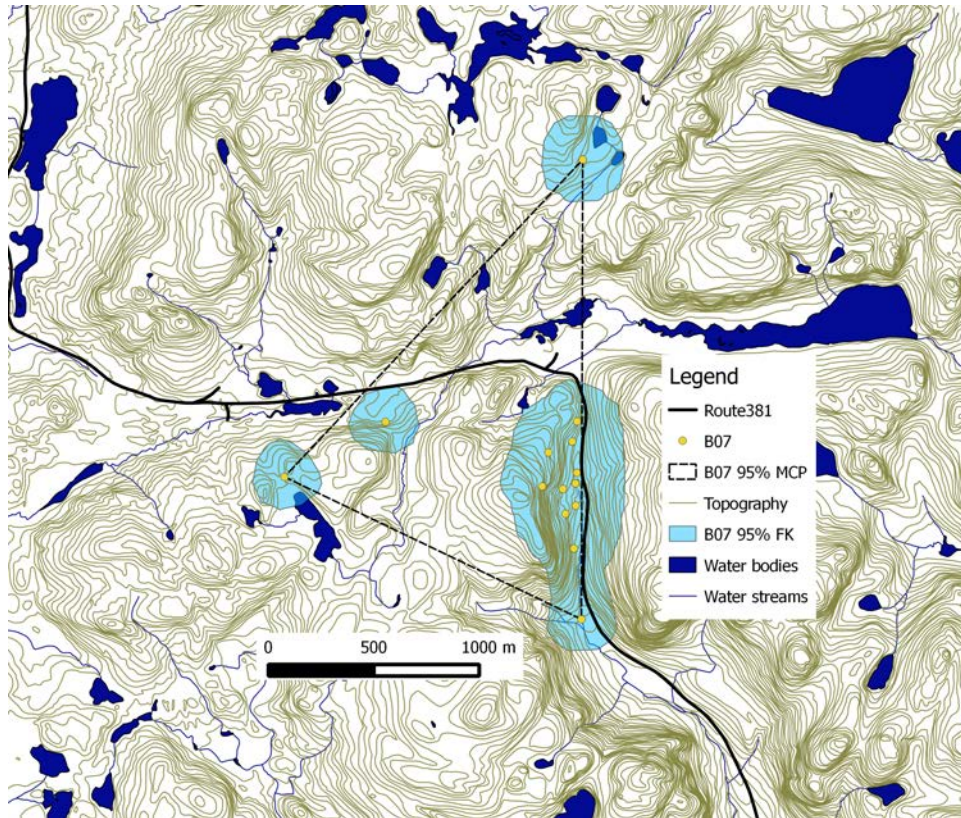 Legend
Route381
B07
B07 95% MCP
Topography
B07 95% FK
Water bodies
Water streams
0 500 1000 m